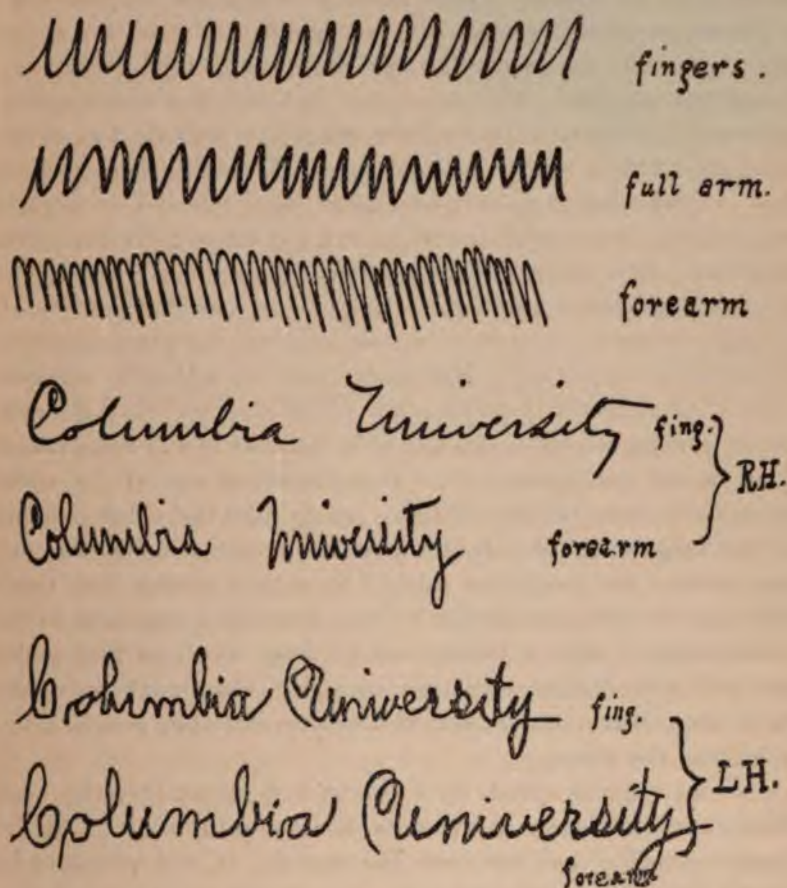 fingers.
full arm.
forearm
Columbia University fing.
RH.
Columbia University forearm
Columbia University fing.
LH.
Columbia University
forearm